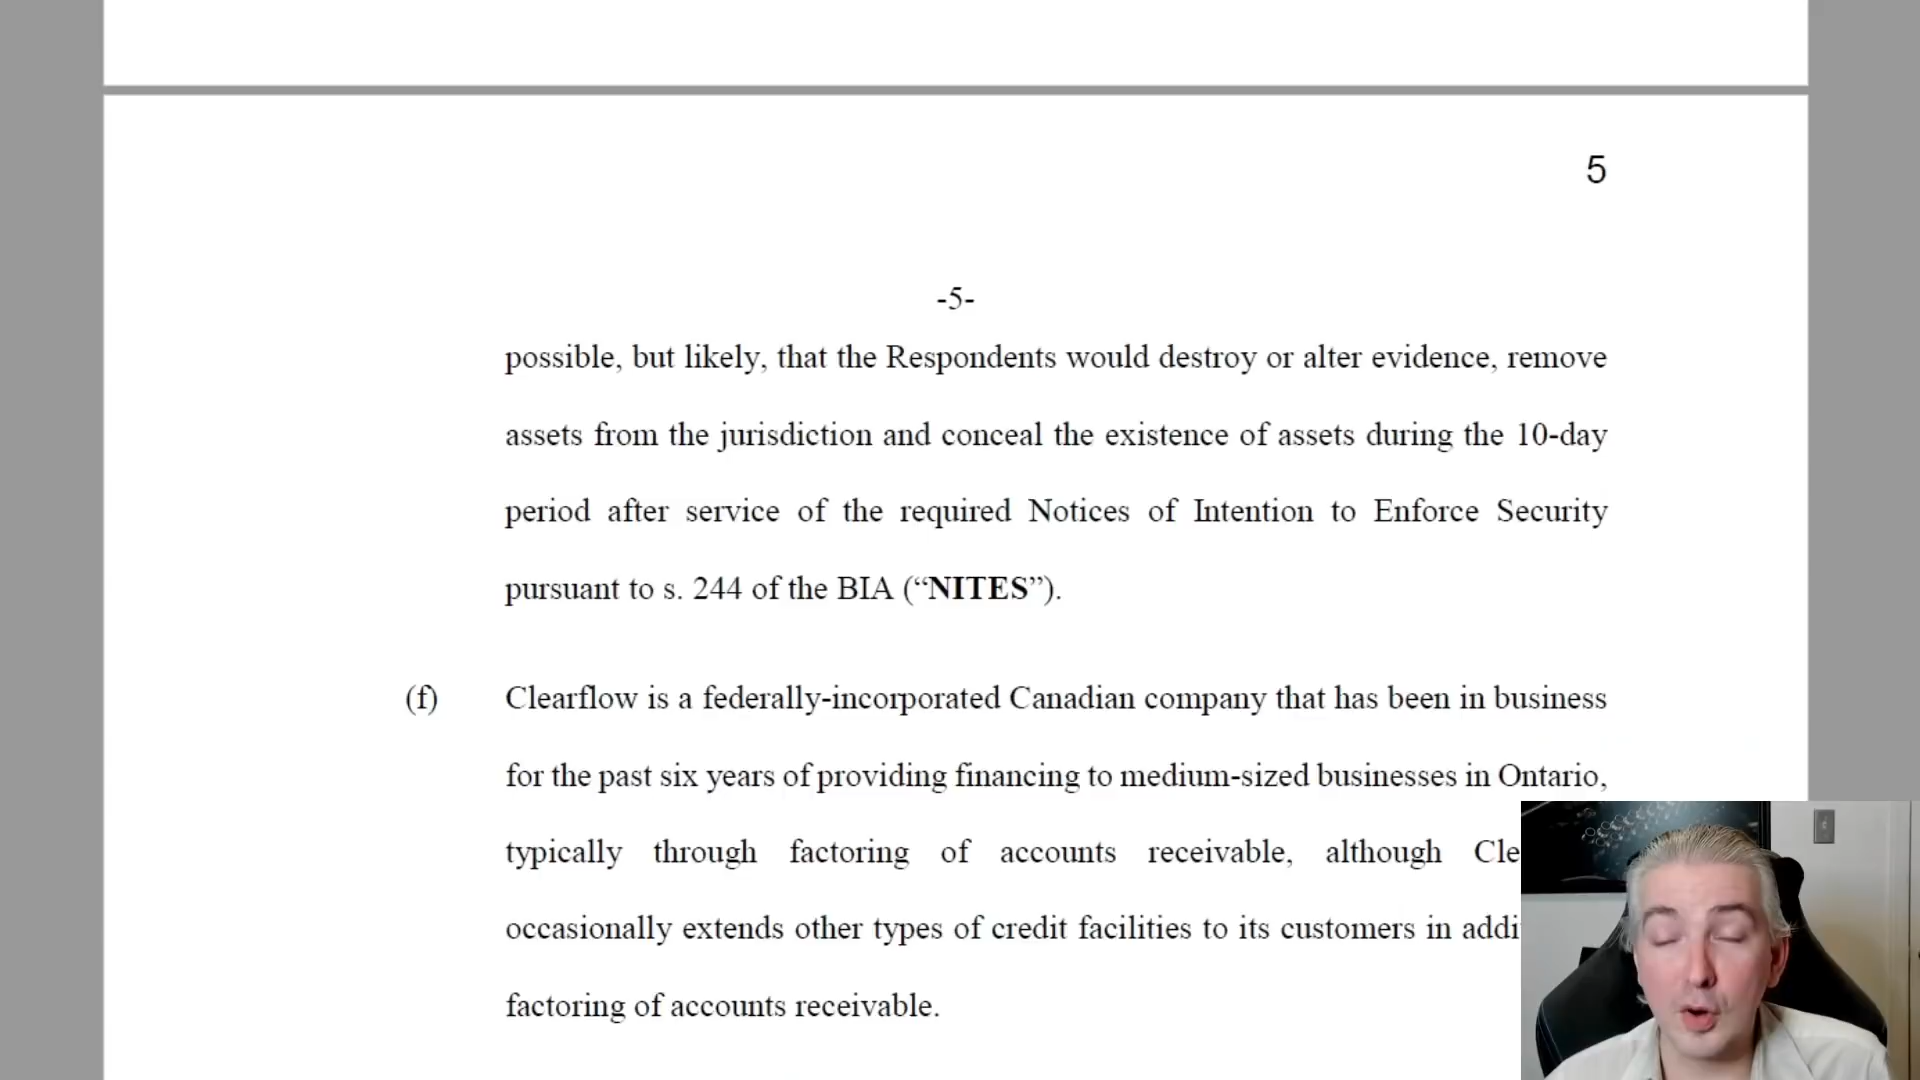 5
-5-
possible, but likely, that the Respondents would destroy or alter evidence, remove
assets from the jurisdiction and conceal the existence of assets during the 10-day
period after service of the required Notices of Intention to Enforce Security
pursuant to s. 244 of the BIA (“NITES”).
(f) Clearflow is a federally-incorporated Canadian company that has been in business
for the past six years of providing financing to medium-sized businesses in Ontario,
typically through factoring of accounts receivable, although
occasionally extends other types of credit facilities to its customers in
factoring of accounts receivable.